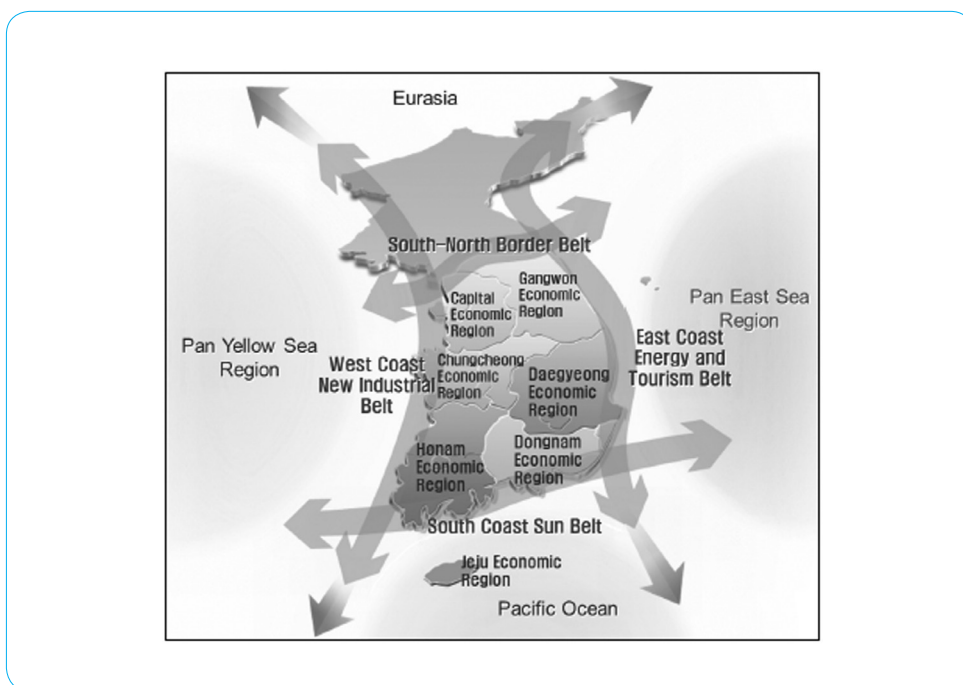 Eurasia
South-North Border Belt
Gangwon
Economic
Region
Capital
Economic
Region
Pan East Sea
Region
Pan Yellow Sea
Region
West Coast
New Industrial
Belt
Chungcheong
Economic
Region
East Coast
Energy and
Tourism Belt
Daegyeong
Economic
Region
Honam
Economic
Region
Dongnam
Economic
Region
South Coast Sun Belt
Jeju Economic
Region
Pacific Ocean